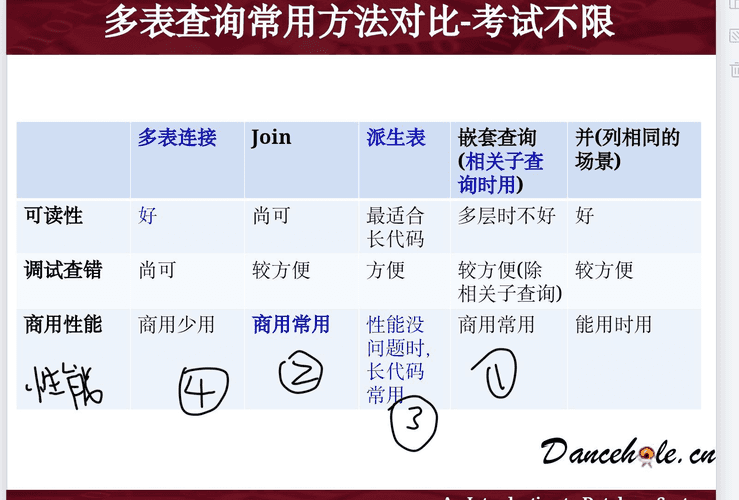 多表查询常用方法对比-考试不限
多表连接 Join 派生表 嵌套查询 并(列相同的
(相关子查 场景)
询时用)
可读性 好 尚可 最适合 多层时不好 好
长代码
调试查错 尚可 较方便 方便 较方便(除 较方便
相关子查询)
商用性能 商用少用 商用常用 性能没 商用常用 能用时用
问题时,
长代码
常用
性能 ④ ② ③ ①
Dancehole.cn